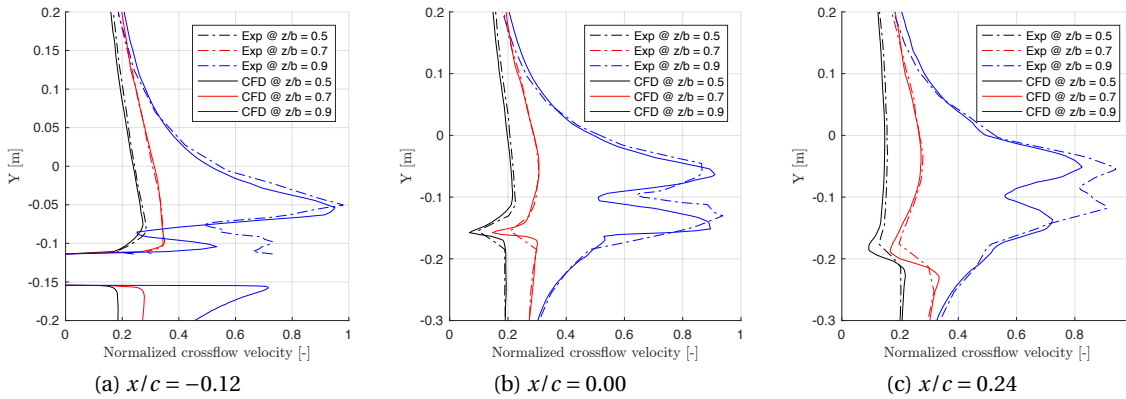 0.2
0.15
0.1
0.05
0
-0.05
-0.1
-0.15
-0.2
Y [m]
0 0.2 0.4 0.6 0.8 1
Normalized crossflow velocity [-]
Exp @ z/b = 0.5
Exp @ z/b = 0.7
Exp @ z/b = 0.9
CFD @ z/b = 0.5
CFD @ z/b = 0.7
CFD @ z/b = 0.9
(a) x/c = −0.12
0.2
0.1
0
-0.1
-0.2
-0.3
Y [m]
0 0.2 0.4 0.6 0.8 1
Normalized crossflow velocity [-]
Exp @ z/b = 0.5
Exp @ z/b = 0.7
Exp @ z/b = 0.9
CFD @ z/b = 0.5
CFD @ z/b = 0.7
CFD @ z/b = 0.9
(b) x/c = 0.00
0.2
0.1
0
-0.1
-0.2
-0.3
Y [m]
0 0.2 0.4 0.6 0.8
Normalized crossflow velocity [-]
Exp @ z/b = 0.5
Exp @ z/b = 0.7
Exp @ z/b = 0.9
CFD @ z/b = 0.5
CFD @ z/b = 0.7
CFD @ z/b = 0.9
(c) x/c = 0.24